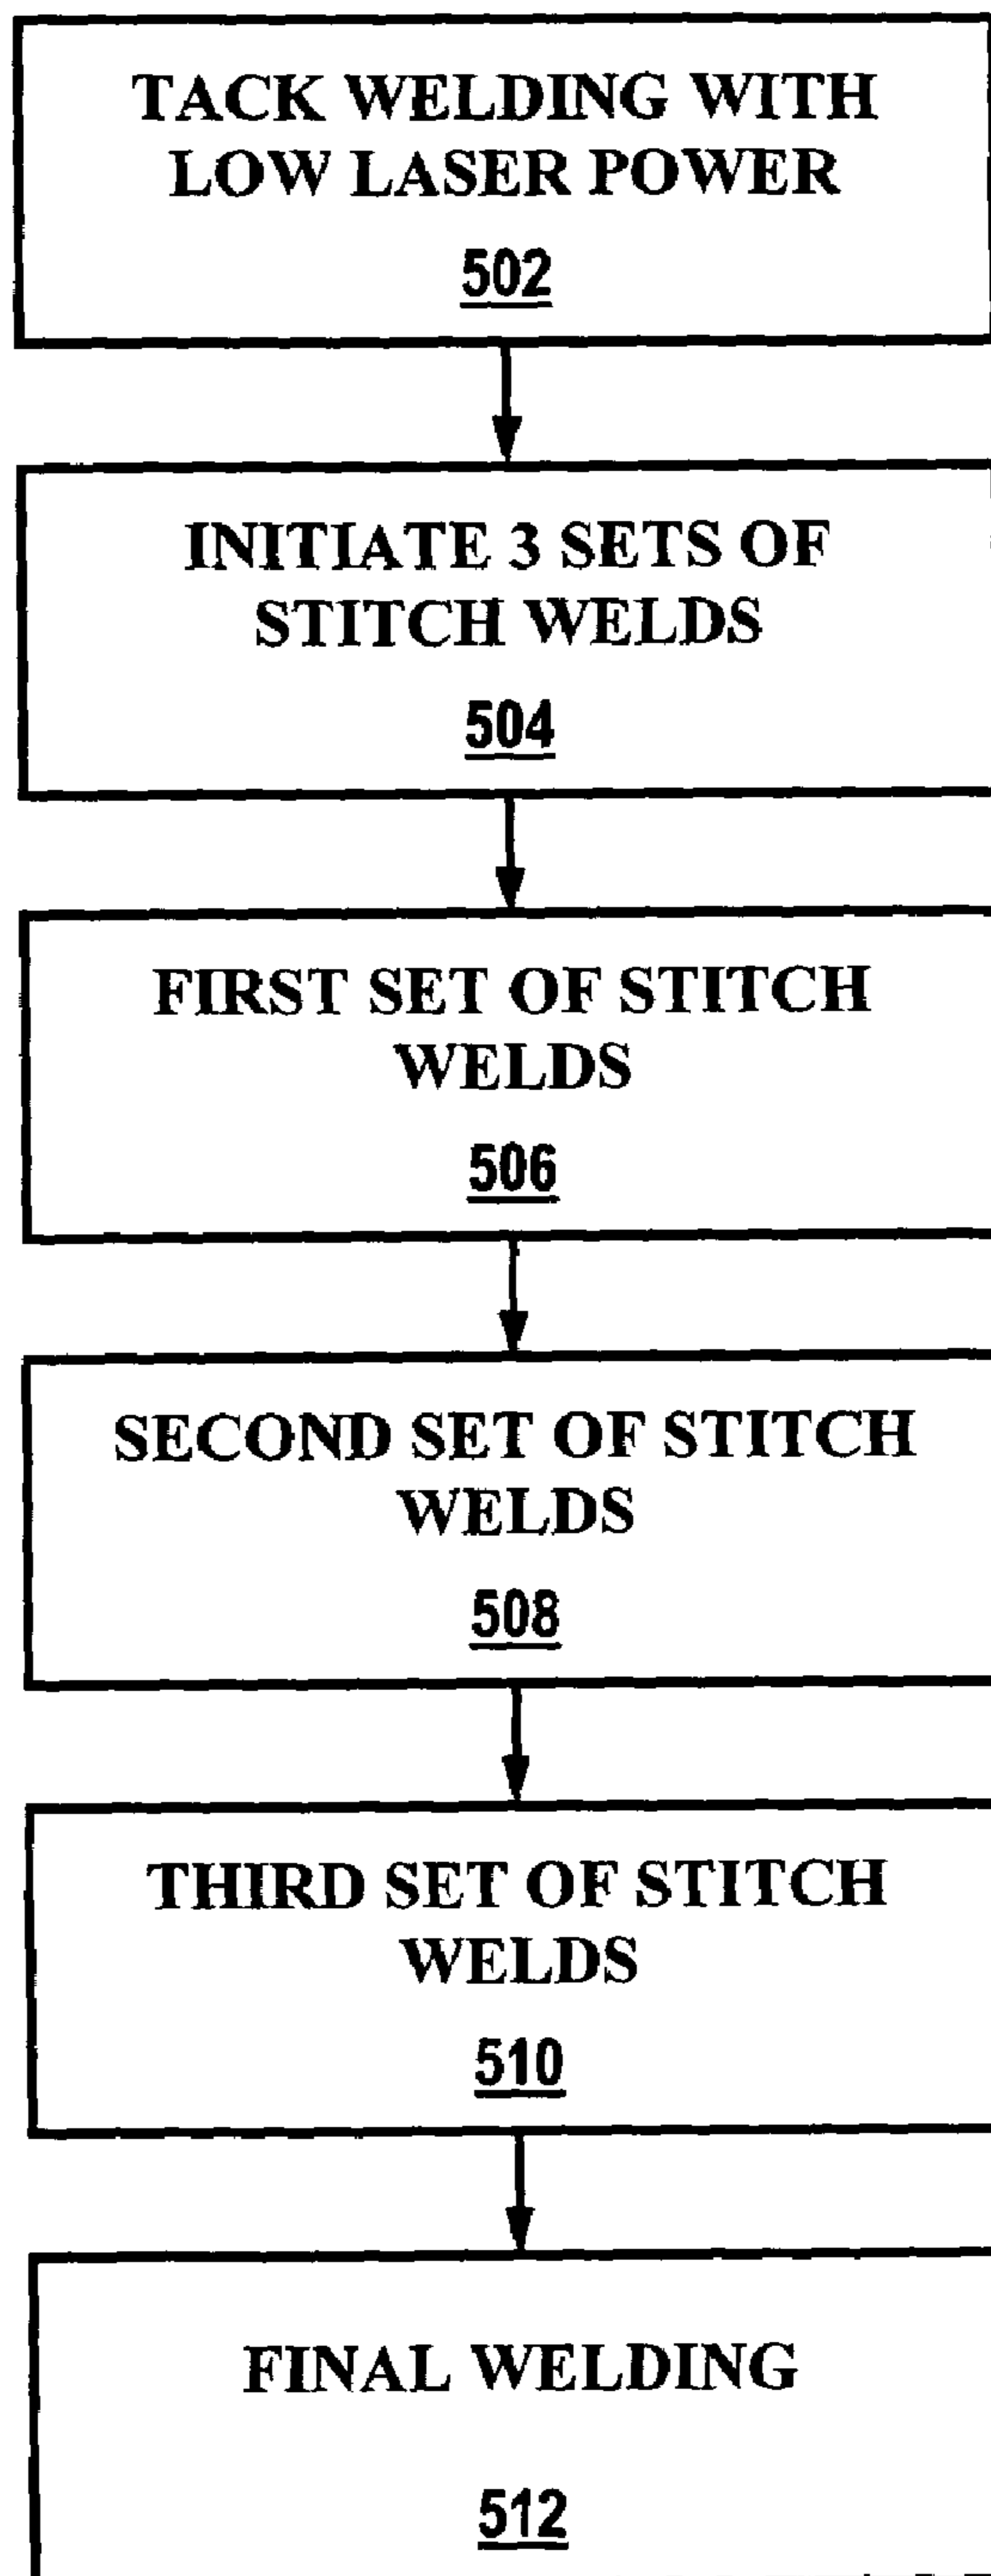 TACK WELDING WITH
LOW LASER POWER
502
INITIATE 3 SETS OF
STITCH WELDS
504
FIRST SET OF STITCH
WELDS
506
SECOND SET OF STITCH
WELDS
508
THIRD SET OF STITCH
WELDS
510
FINAL WELDING
512